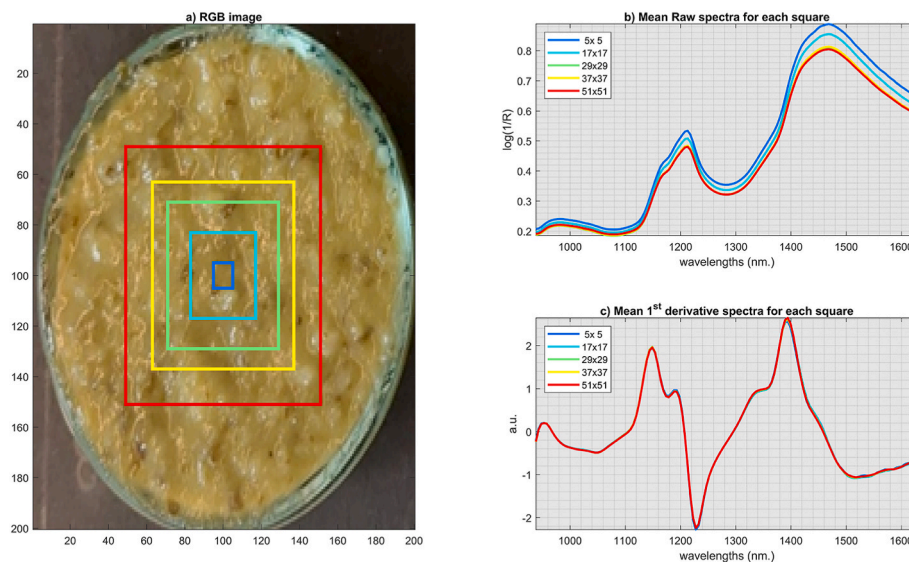 a) RGB image
20
40
60
80
100
120
140
160
180
200
20 40 60 80 100 120 140 160 180 200
b) Mean Raw spectra for each square
5x 5
17x17
29x29
37x37
51x51
log(1/R)
0.8
0.7
0.6
0.5
0.4
0.3
0.2
1000 1100 1200 1300 1400 1500 1600
wavelengths (nm.)
c) Mean 1st derivative spectra for each square
5x 5
17x17
29x29
37x37
51x51
a.u.
2
1
0
-1
-2
1000 1100 1200 1300 1400 1500 1600
wavelengths (nm.)